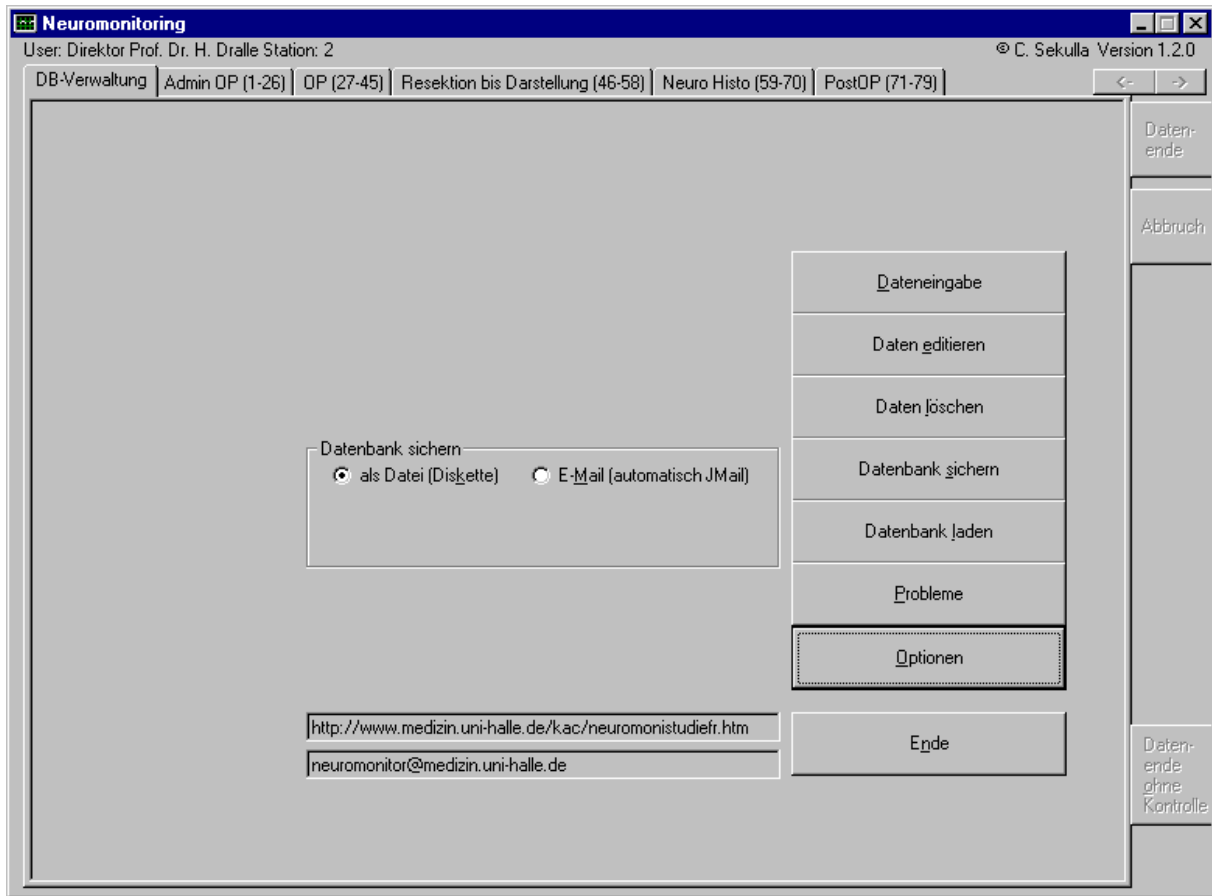 Neuromonitoring
User: Direktor Prof. Dr. H. Dralle Station: 2
© C. Sekulla Version 1.2.0
DB-Verwaltung
Admin OP (1-26)
OP (27-45)
Resektion bis Darstellung (46-58)
Neuro Histo (59-70)
PostOP (71-79)
<-
->
Daten-
ende
Abbruch
Dateneingabe
Daten editieren
Daten löschen
Datenbank sichern
als Datei (Diskette)
E-Mail (automatisch JMail)
Datenbank sichern
Datenbank laden
Probleme
Optionen
http://www.medizin.uni-halle.de/kac/neuromonistudiefr.htm
neuromonitor@medizin.uni-halle.de
Ende
Daten-
ende
ohne
Kontrolle